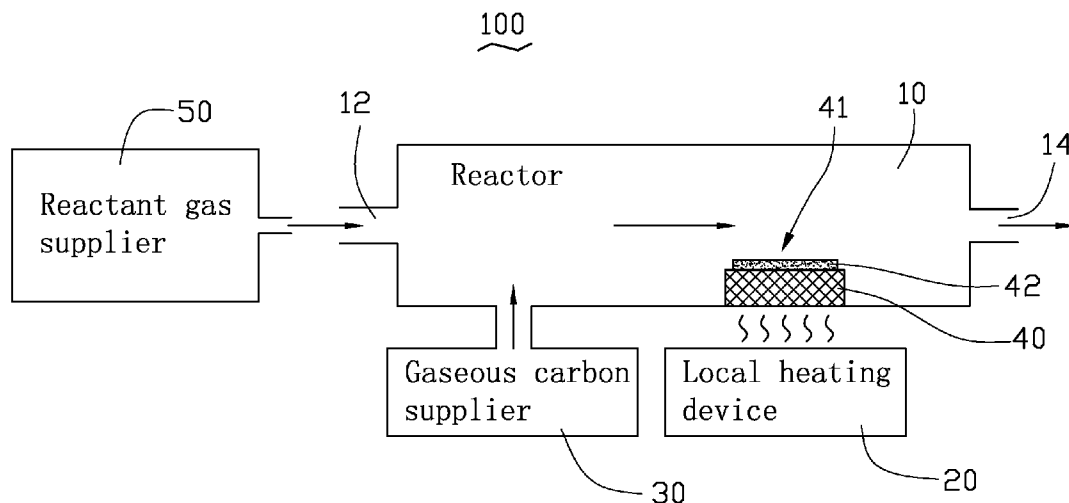 100
50
12
41
10
14
Reactor
Reactant gas
supplier
42
40
Gaseous carbon
supplier
Local heating
device
30
20